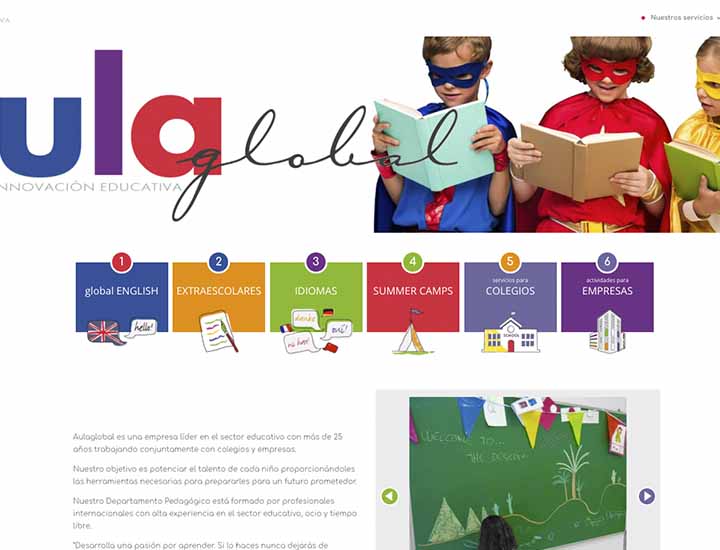 VA
Nuestros servicios
ula global
NNOVACIÓN EDUCATIVA
1
2
3
4
5
6
global ENGLISH
EXTRAESCOLARES
IDIOMAS
SUMMER CAMPS
servicios para
COLEGIOS
actividades para
EMPRESAS
hello!
danke
oui!
ni hao!
SCHOOL
Aulaglobal es una empresa líder en el sector educativo con más de 25
años trabajando conjuntamente con colegios y empresas.
Nuestro objetivo es potenciar el talento de cada niño proporcionándoles
las herramientas necesarias para prepararles para un futuro prometedor.
Nuestro Departamento Pedagógico está formado por profesionales
internacionales con alta experiencia en el sector educativo, ocio y tiempo
libre.
"Desarrolla una pasión por aprender. Si lo haces nunca dejarás de
WELCOME TO...
THE DESERT